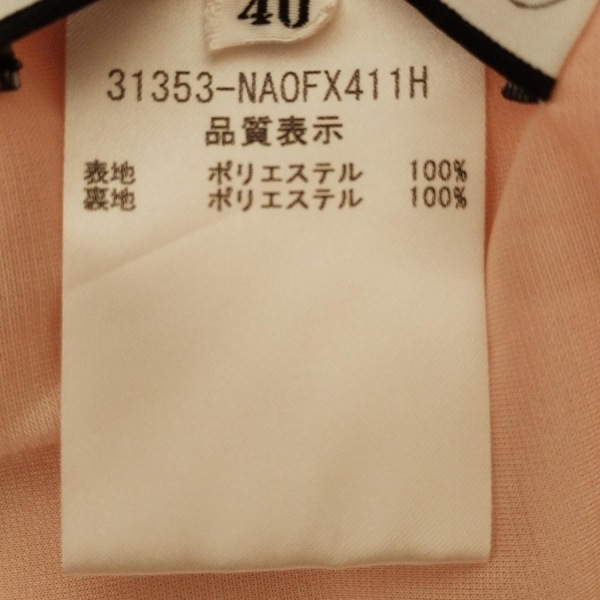 40
31353-NAOFX411H
品質表示
表地 ポリエステル 100%
裏地 ポリエステル 100%